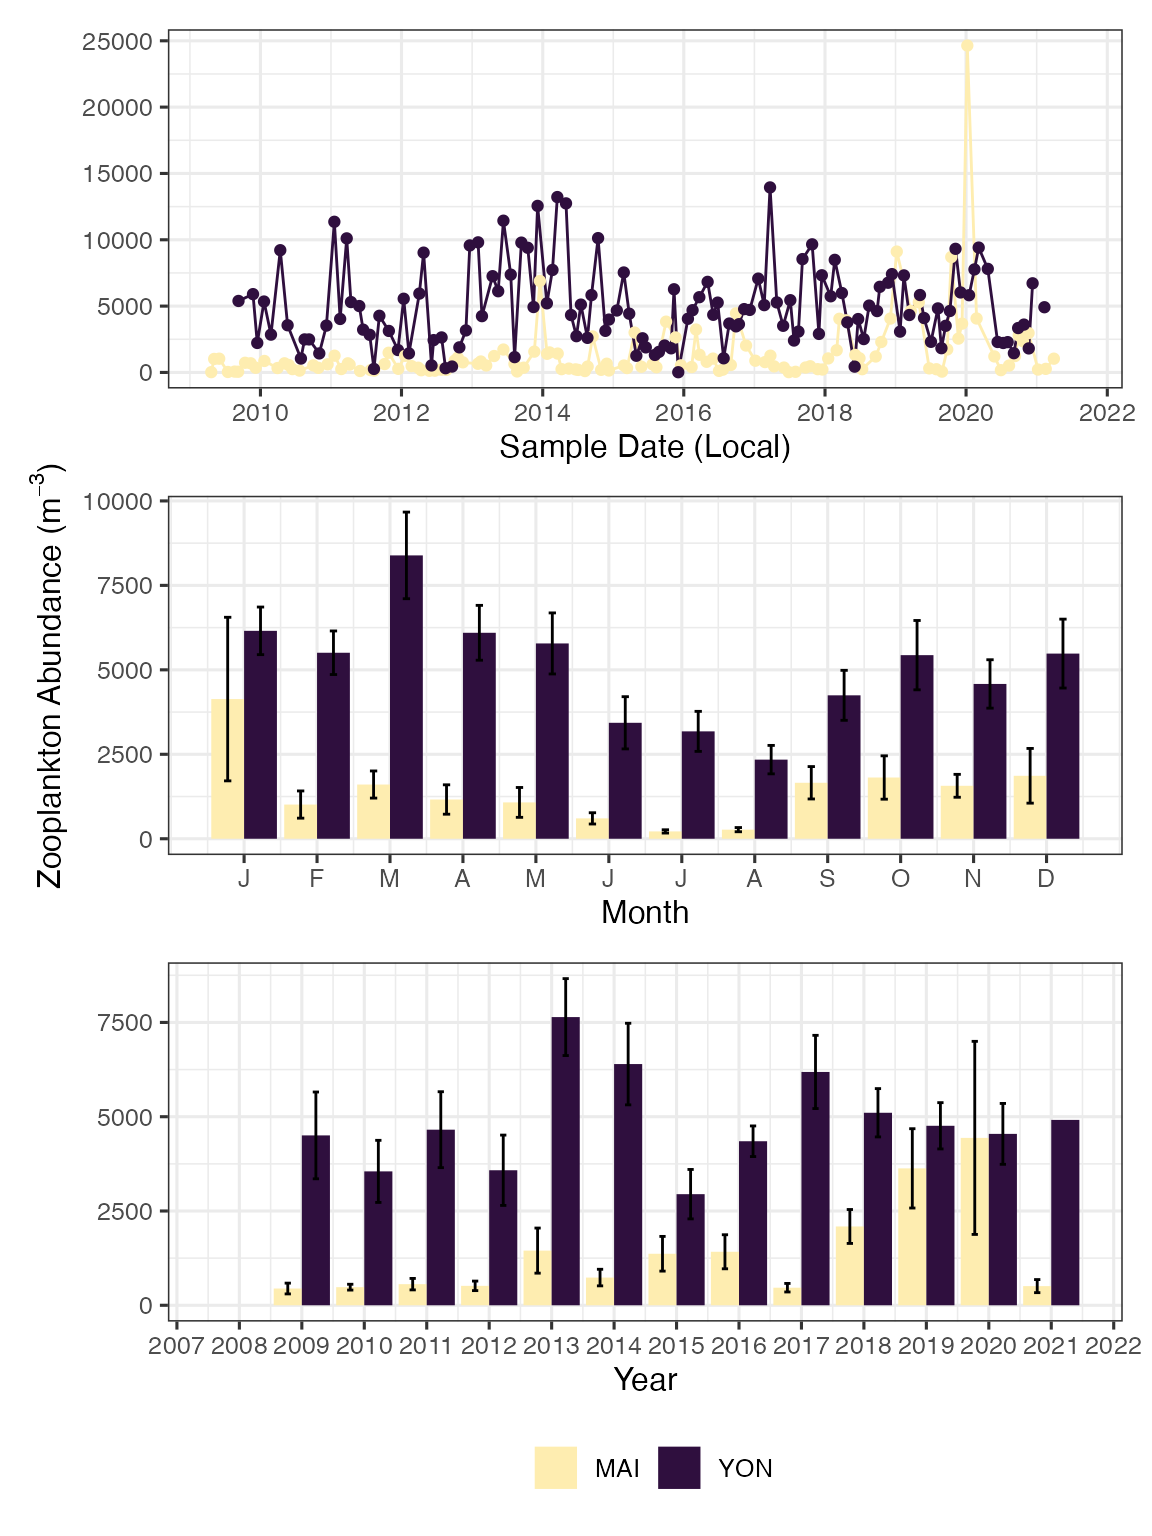 25000
20000
15000
10000
5000
0
2010 2012 2014 2016 2018 2020 2022
Sample Date (Local)
Zooplankton Abundance (m⁻³)
10000
7500
5000
2500
0
J F M A M J J A S O N D
Month
7500
5000
2500
0
2007 2008 2009 2010 2011 2012 2013 2014 2015 2016 2017 2018 2019 2020 2021 2022
Year
MAI YON